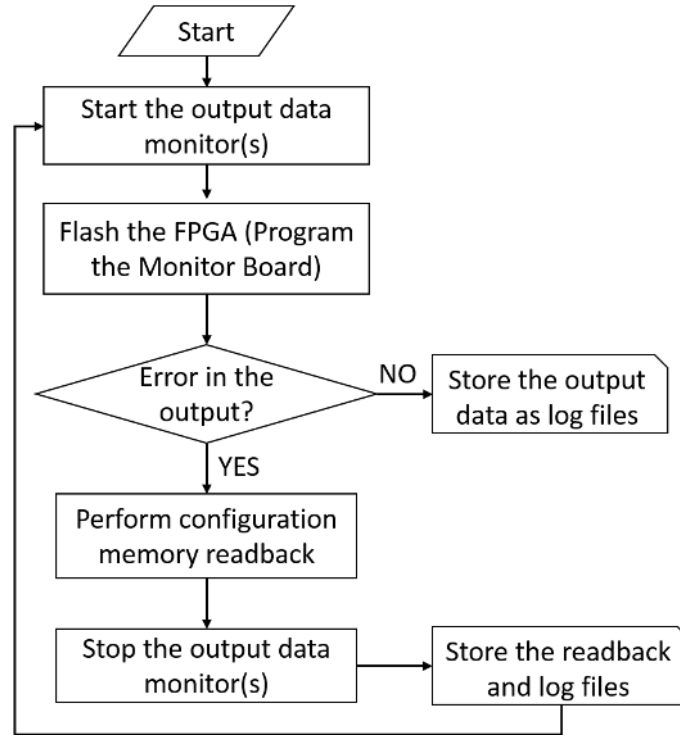 Start
Start the output data
monitor(s)
Flash the FPGA (Program
the Monitor Board)
Error in the
output?
NO
Store the output
data as log files
YES
Perform configuration
memory readback
Stop the output data
monitor(s)
Store the readback
and log files